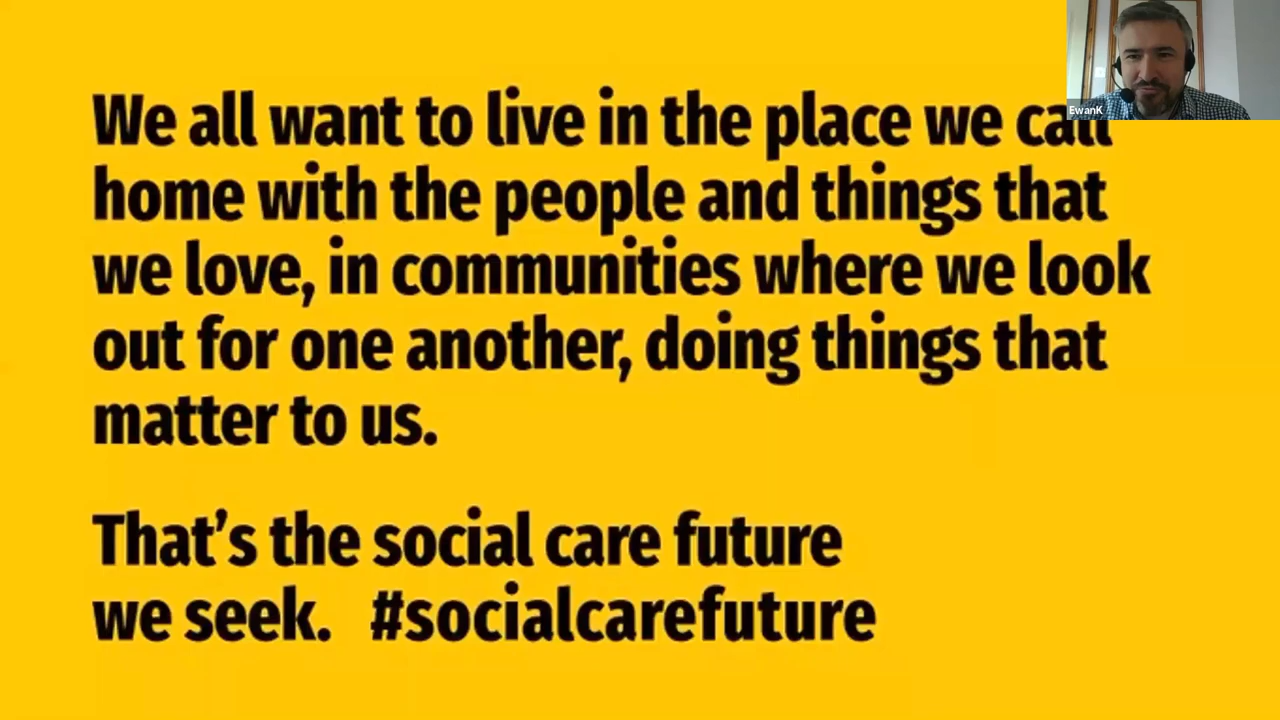 We all want to live in the place we call
home with the people and things that
we love, in communities where we look
out for one another, doing things that
matter to us.
That's the social care future
we seek. #socialcarefuture
EwanK